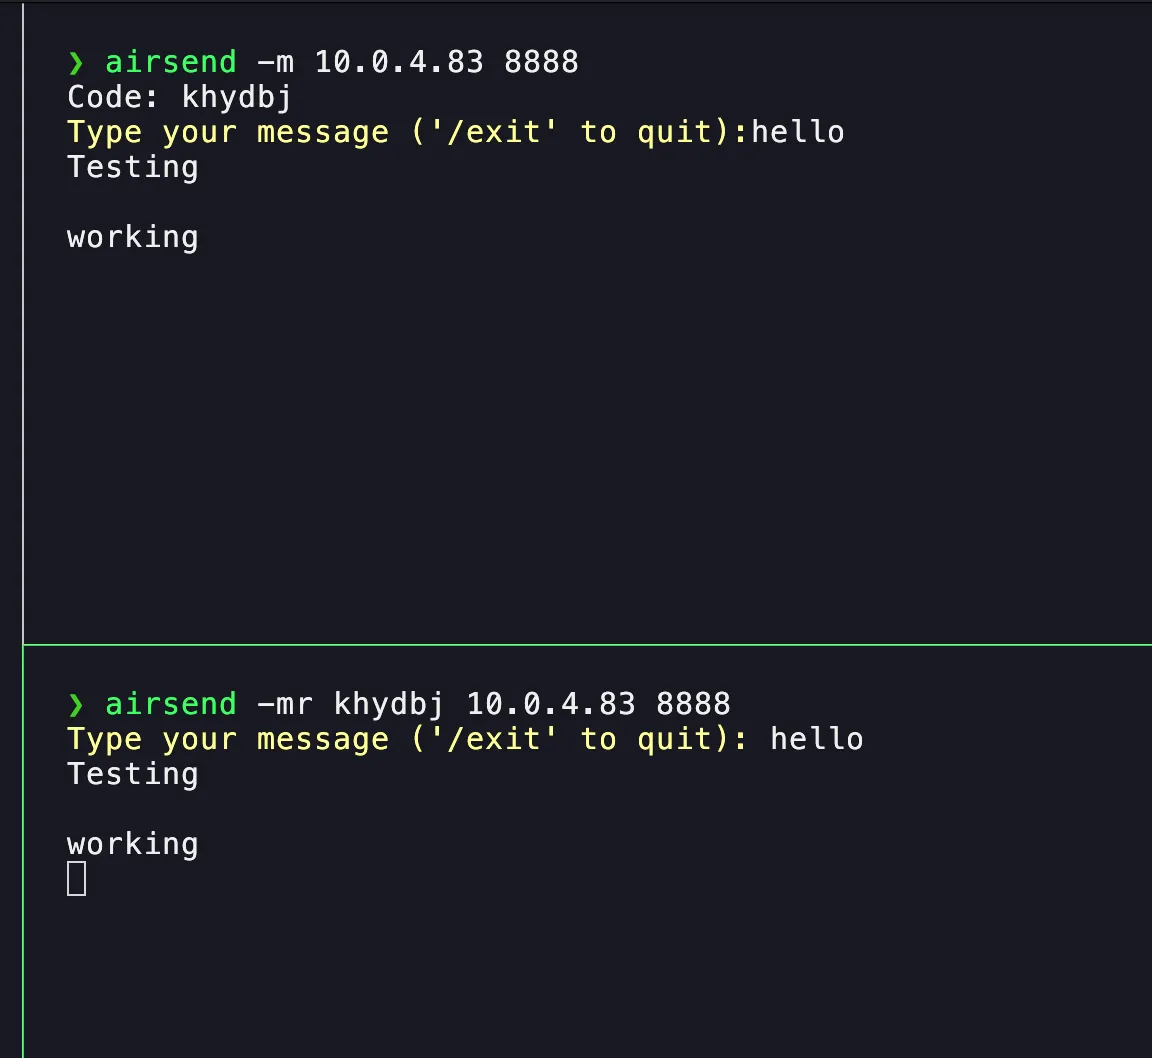 ❯ airsend -m 10.0.4.83 8888
Code: khydbj
Type your message ('/exit' to quit):hello
Testing
working
❯ airsend -mr khydbj 10.0.4.83 8888
Type your message ('/exit' to quit): hello
Testing
working